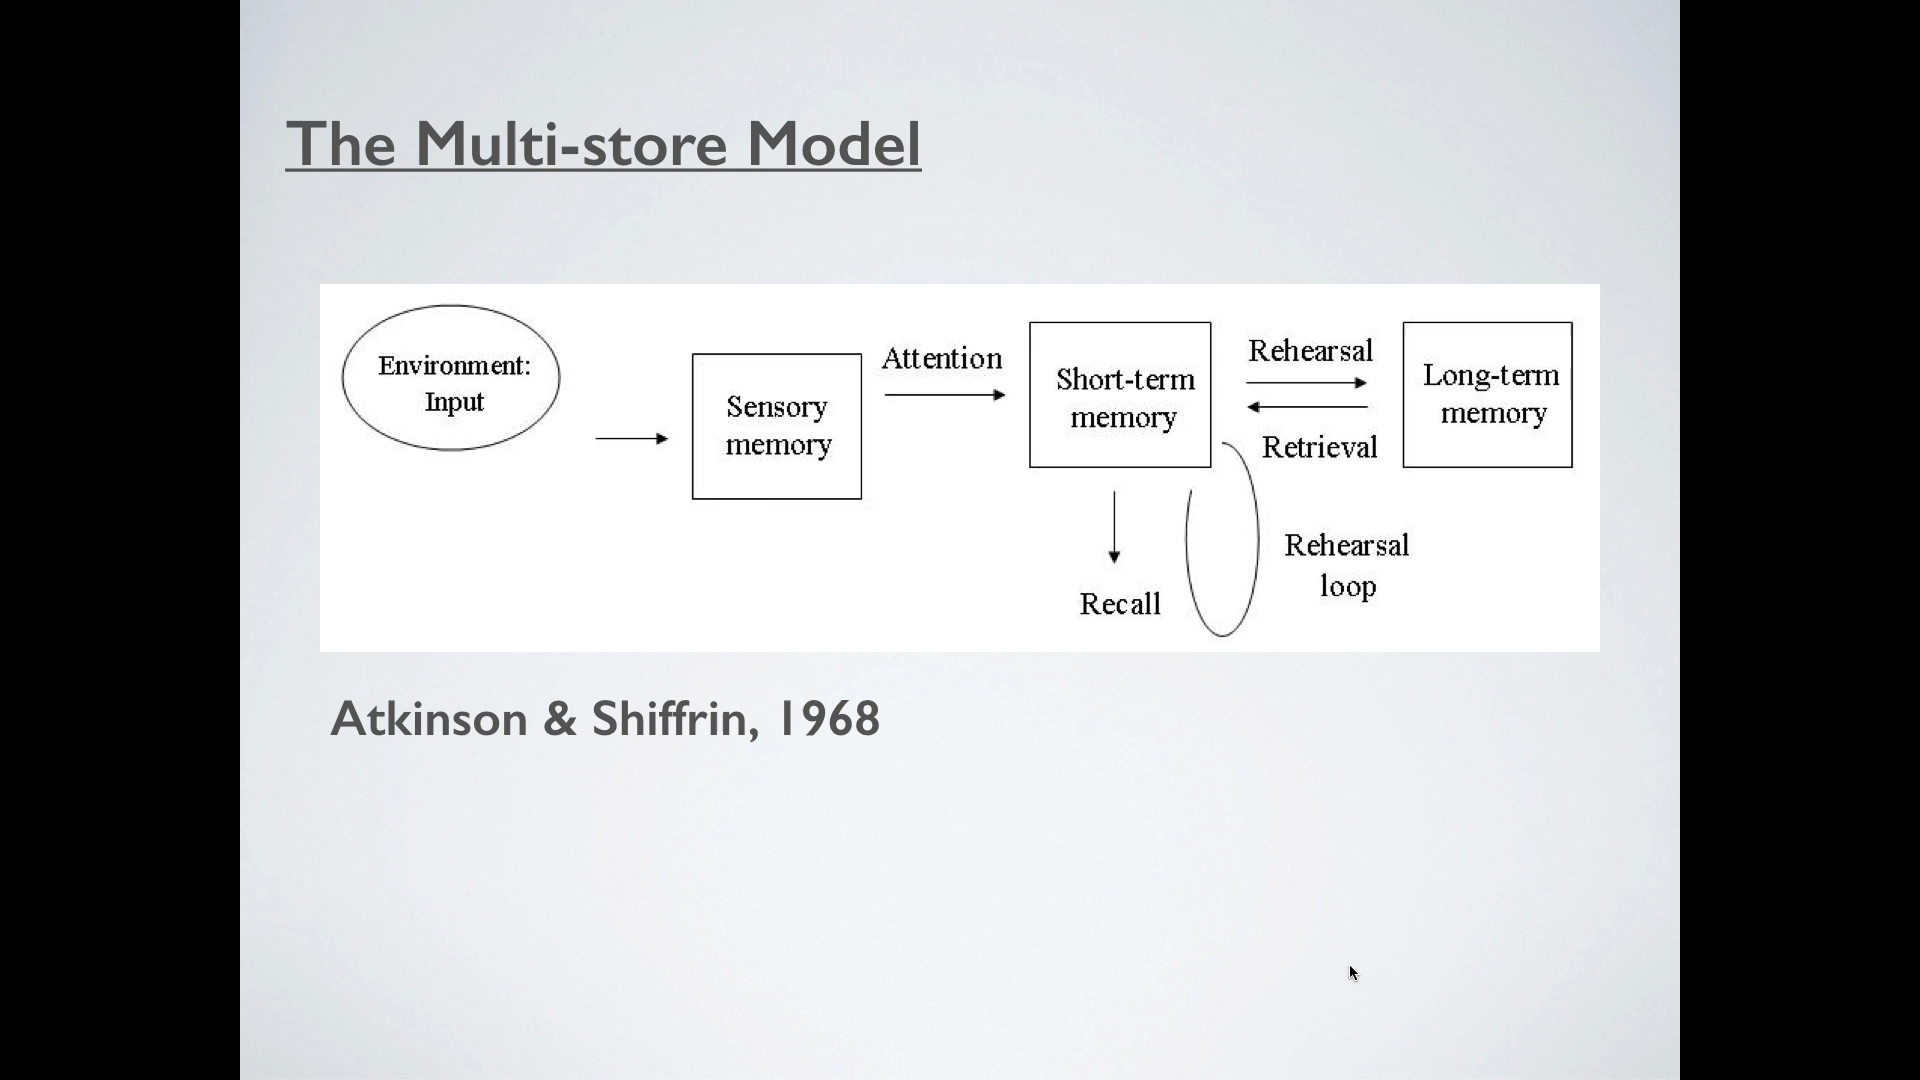 The Multi-store Model
Environment:
Input
Sensory
memory
Attention
Short-term
memory
Rehearsal
Retrieval
Long-term
memory
Recall
Rehearsal
loop
Atkinson & Shiffrin, 1968